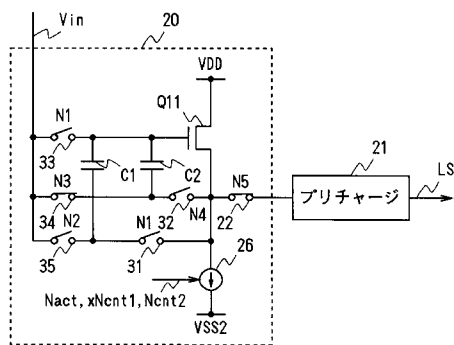 Vin
20
VDD
Q11
N1
33
C1
C2
21
LS
N3
34
32
N4
N5
22
プリチャージ
N2
35
N1
31
26
Nact,xNcnt1,Ncnt2
VSS2